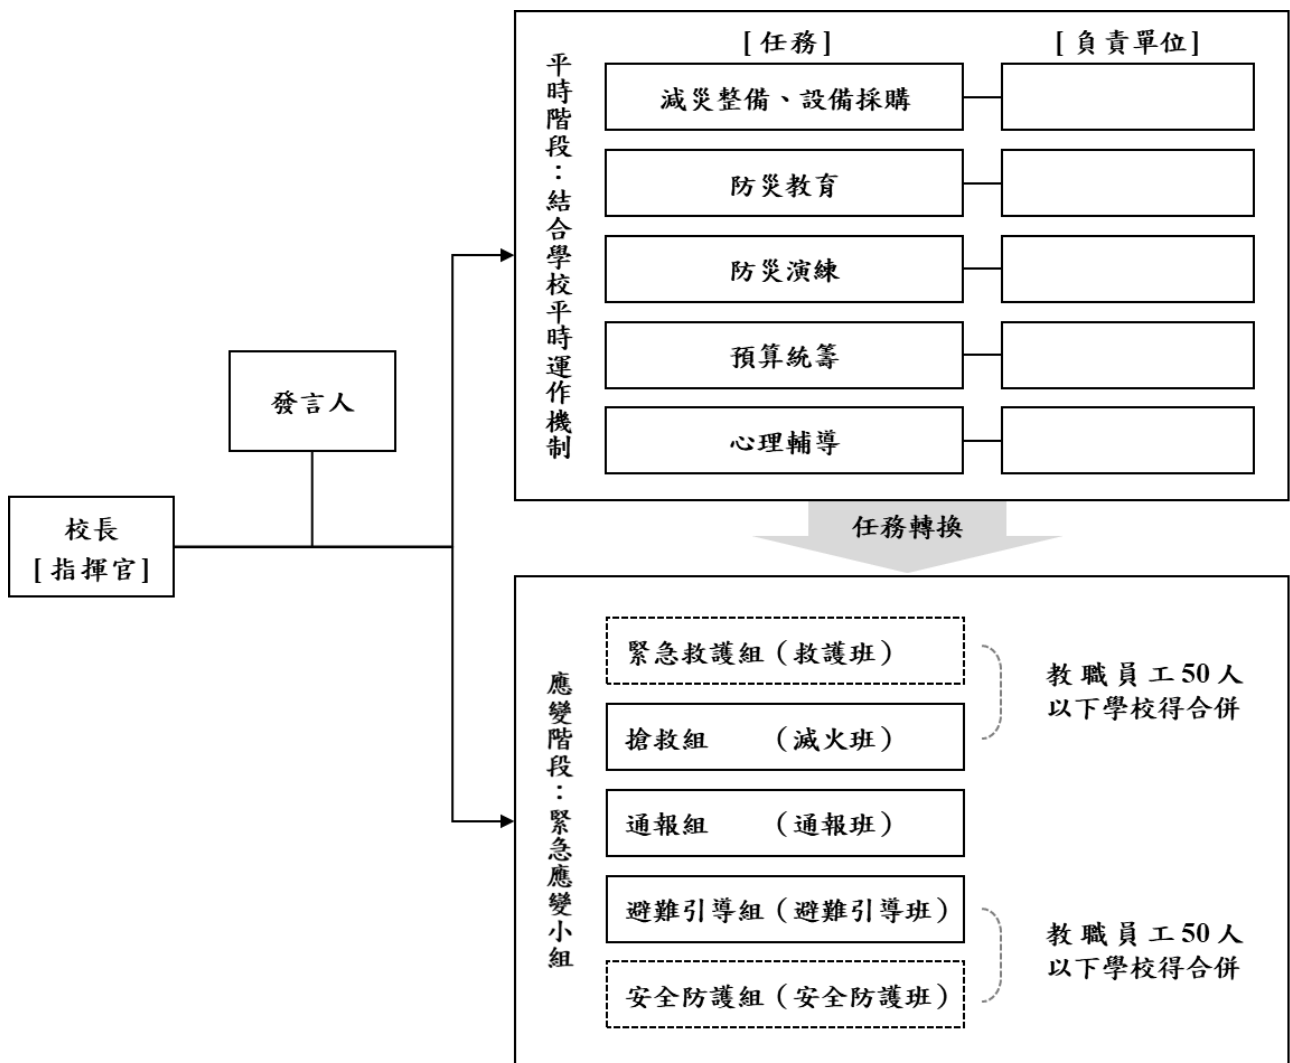 [任務]
[負責單位]
平時階段：結合學校平時運作機制
減災整備、設備採購
防災教育
防災演練
預算統籌
心理輔導
發言人
校長
[指揮官]
任務轉換
應變階段：緊急應變小組
緊急救護組（救護班）
搶救組　　（滅火班）
通報組　　（通報班）
避難引導組（避難引導班）
安全防護組（安全防護班）
教職員工50人
以下學校得合併
教職員工50人
以下學校得合併